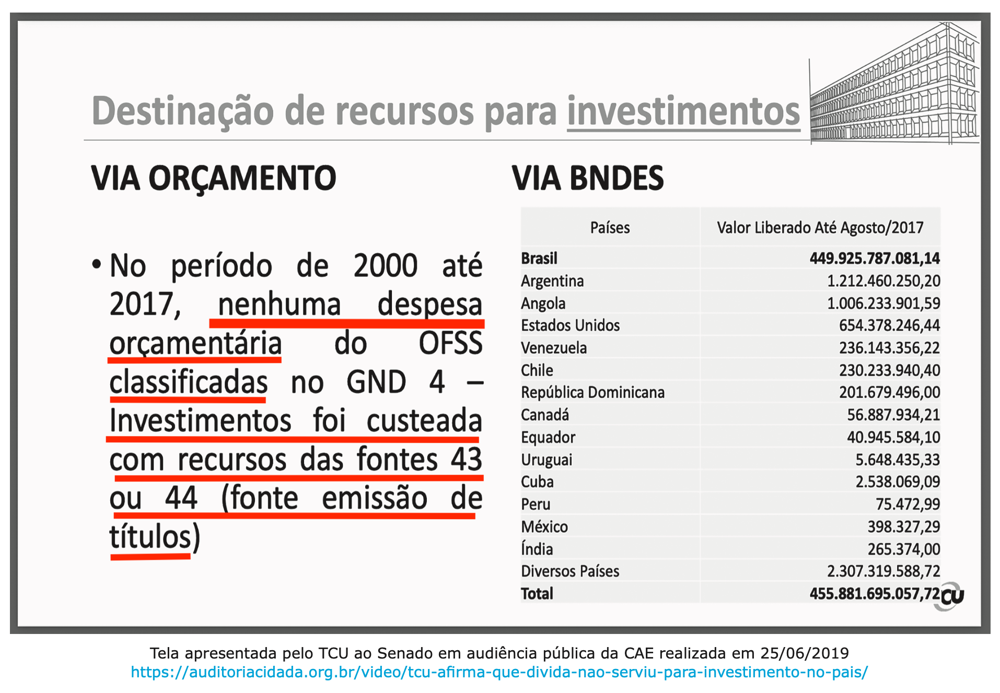 Destinação de recursos para investimentos
VIA ORÇAMENTO
• No período de 2000 até
2017, nenhuma despesa
orçamentária do OFSS
classificadas no GND 4 –
Investimentos foi custeada
com recursos das fontes 43
ou 44 (fonte emissão de
títulos)
VIA BNDES
Países Valor Liberado Até Agosto/2017
Brasil 449.925.787.081,14
Argentina 1.212.460.250,20
Angola 1.006.233.901,59
Estados Unidos 654.378.246,44
Venezuela 236.143.356,22
Chile 230.233.940,40
República Dominicana 201.679.496,00
Canadá 56.887.934,21
Equador 40.945.584,10
Uruguai 5.648.435,33
Cuba 2.538.069,09
Peru 75.472,99
México 398.327,29
Índia 265.374,00
Diversos Países 2.307.319.588,72
Total 455.881.695.057,72
CU
Tela apresentada pelo TCU ao Senado em audiência pública da CAE realizada em 25/06/2019
https://auditoriacidada.org.br/video/tcu-afirma-que-divida-nao-serviu-para-investimento-no-pais/